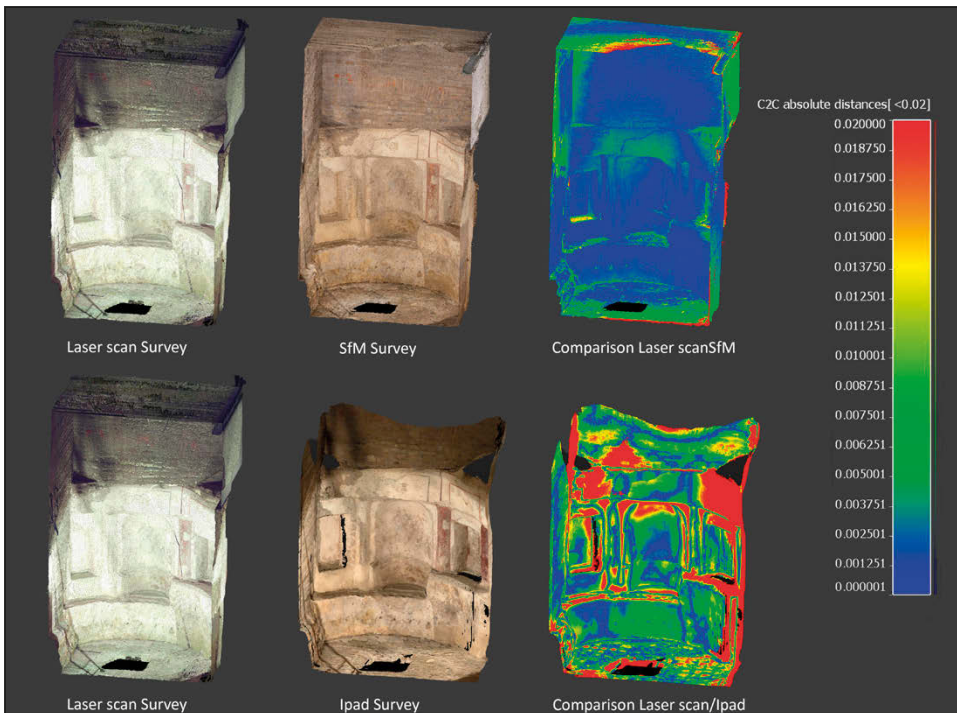 C2C absolute distances[ <0.02]
0.020000
0.018750
0.017500
0.016250
0.015000
0.013750
0.012501
0.011251
0.010001
0.008751
0.007501
0.006251
0.005001
0.003751
0.002501
0.001251
0.000001
Laser scan Survey
SfM Survey
Comparison Laser scanSfM
Laser scan Survey
Ipad Survey
Comparison Laser scan/Ipad